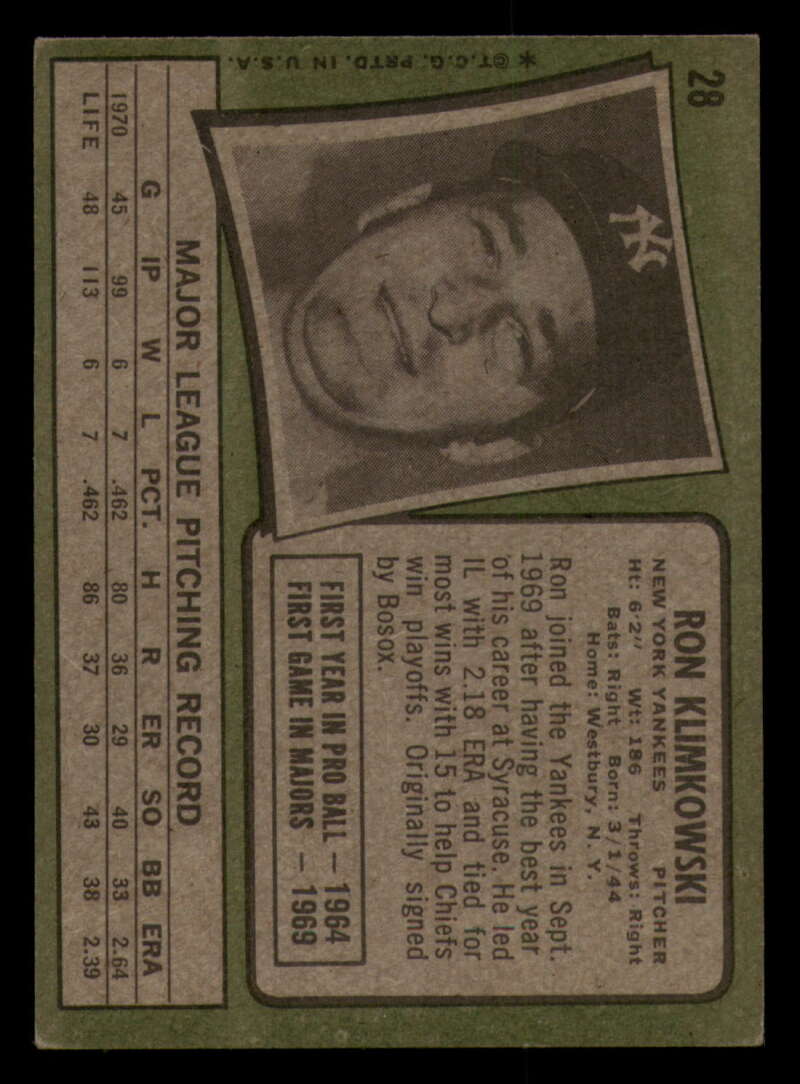 28
NY
RON KLIMKOWSKI
NEW YORK YANKEES PITCHER
Ht: 6'2" Wt: 186 Throws: Right
Bats: Right Born: 3/1/44
Home: Westbury, N. Y.
Ron joined the Yankees in Sept.
1969 after having the best year
of his career at Syracuse. He led
IL with 2.18 ERA and tied for
most wins with 15 to help Chiefs
win playoffs. Originally signed
by Bosox.
FIRST YEAR IN PRO BALL — 1964
FIRST GAME IN MAJORS — 1969
MAJOR LEAGUE PITCHING RECORD
G IP W L PCT. H R ER SO BB ERA
1970 45 99 6 7 .462 80 36 29 40 33 2.64
LIFE 48 113 6 7 .462 86 37 30 43 38 2.39
* © T.C.G. PRTD. IN U.S.A.